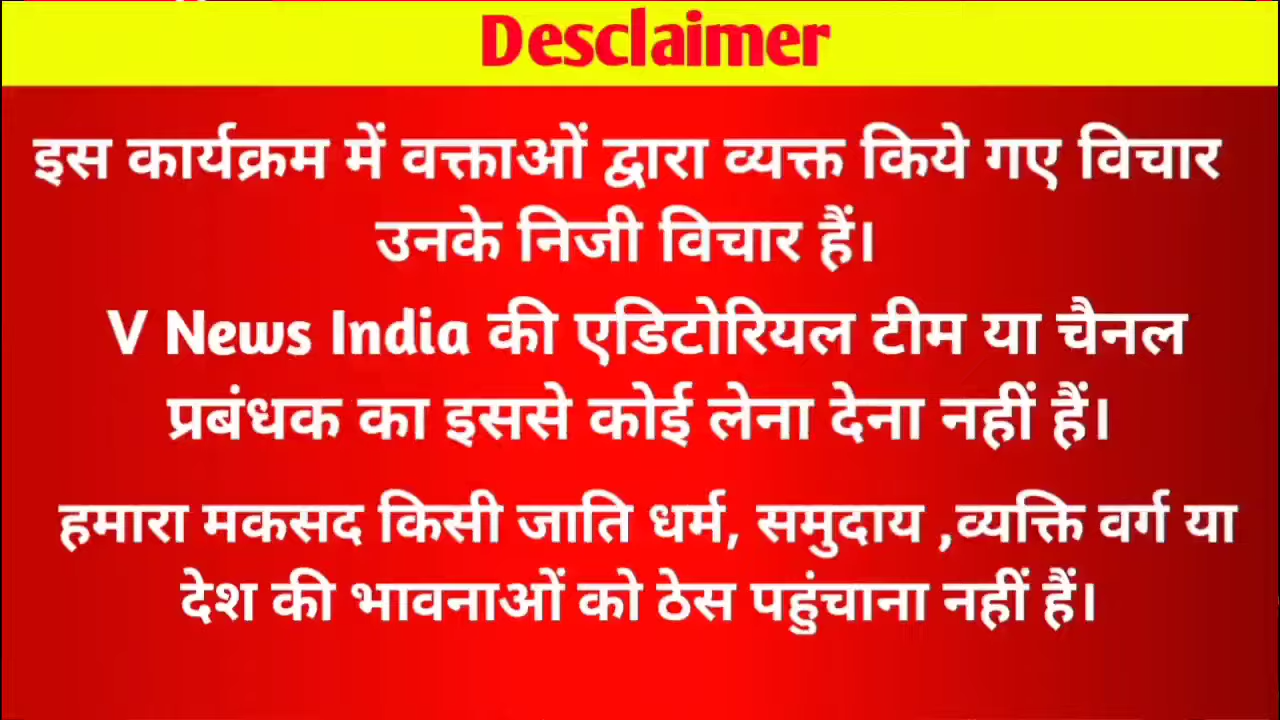 Desclaimer
इस कार्यक्रम में वक्ताओं द्वारा व्यक्त किये गए विचार
उनके निजी विचार हैं।
V News India की एडिटोरियल टीम या चैनल
प्रबंधक का इससे कोई लेना देना नहीं हैं।
हमारा मकसद किसी जाति धर्म, समुदाय ,व्यक्ति वर्ग या
देश की भावनाओं को ठेस पहुंचाना नहीं हैं।